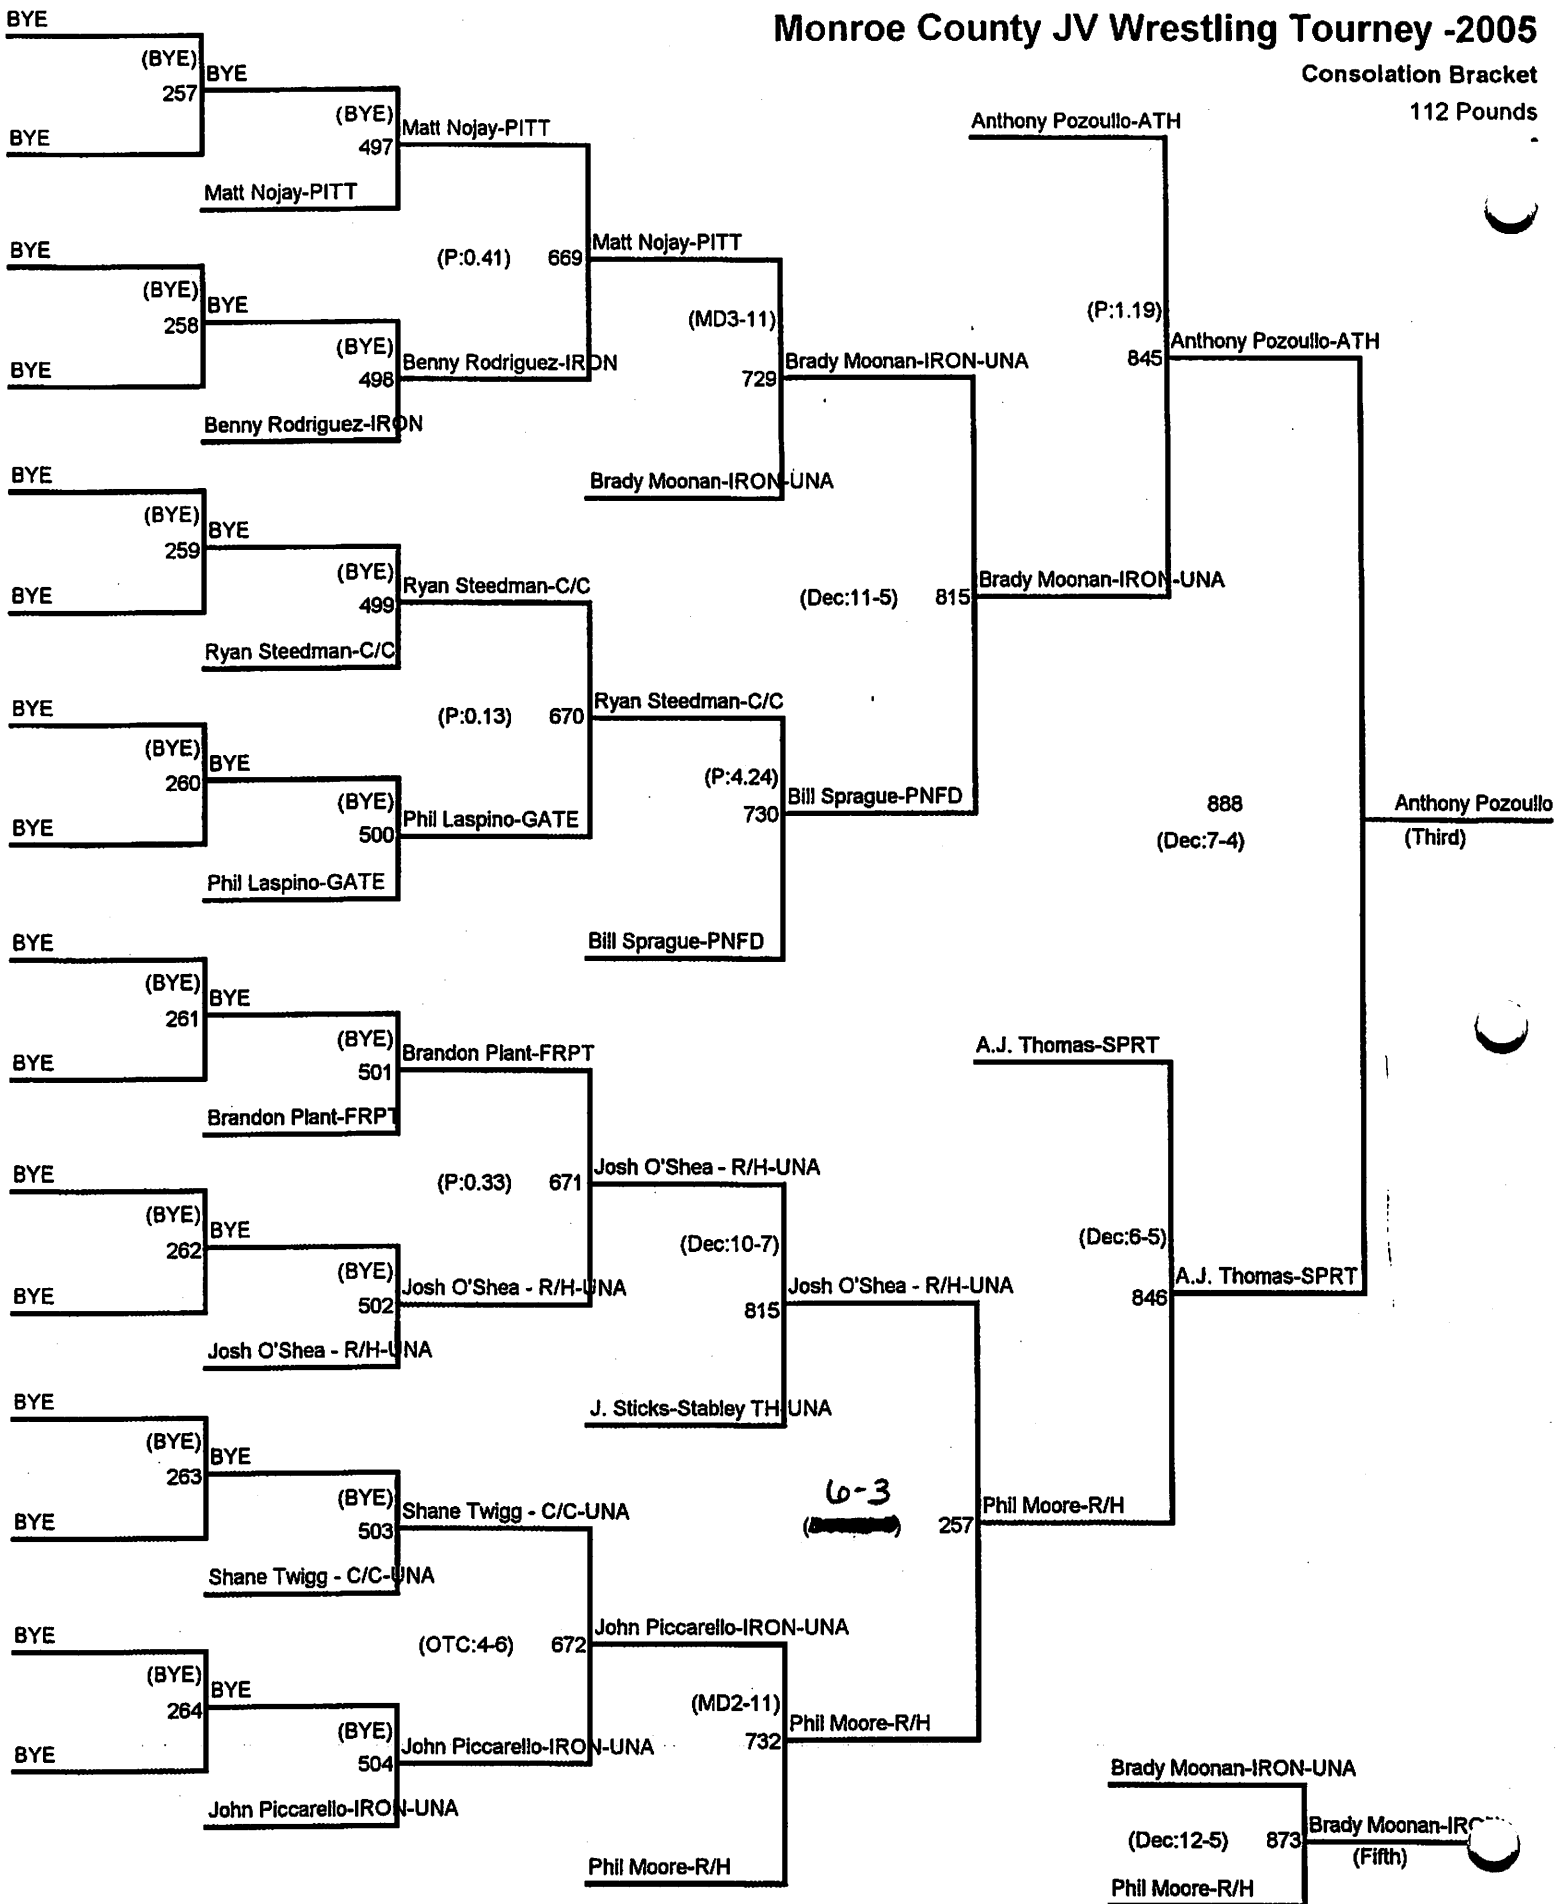 Monroe County JV Wrestling Tourney -2005
Consolation Bracket
112 Pounds
BYE
(BYE)
257
BYE
BYE
(BYE)
497
Matt Nojay-PITT
Matt Nojay-PITT
BYE
(BYE)
258
BYE
BYE
(BYE)
498
Benny Rodriguez-IRON
Benny Rodriguez-IRON
(P:0.41) 669
Matt Nojay-PITT
(MD3-11)
729
Brady Moonan-IRON-UNA
Brady Moonan-IRON-UNA
BYE
(BYE)
259
BYE
BYE
(BYE)
499
Ryan Steedman-C/C
Ryan Steedman-C/C
BYE
(BYE)
260
BYE
BYE
(BYE)
500
Phil Laspino-GATE
Phil Laspino-GATE
(P:0.13) 670
Ryan Steedman-C/C
(P:4.24)
730
Bill Sprague-PNFD
Bill Sprague-PNFD
(Dec:11-5) 815
Brady Moonan-IRON-UNA
Anthony Pozoullo-ATH
(P:1.19)
845
Anthony Pozoullo-ATH
BYE
(BYE)
261
BYE
BYE
(BYE)
501
Brandon Plant-FRPT
Brandon Plant-FRPT
BYE
(BYE)
262
BYE
BYE
(BYE)
502
Josh O'Shea - R/H-UNA
Josh O'Shea - R/H-UNA
(P:0.33) 671
Josh O'Shea - R/H-UNA
(Dec:10-7)
815
Josh O'Shea - R/H-UNA
J. Sticks-Stabley TH-UNA
BYE
(BYE)
263
BYE
BYE
(BYE)
503
Shane Twigg - C/C-UNA
Shane Twigg - C/C-UNA
BYE
(BYE)
264
BYE
BYE
(BYE)
504
John Piccarello-IRON-UNA
John Piccarello-IRON-UNA
(OTC:4-6) 672
John Piccarello-IRON-UNA
(MD2-11)
732
Phil Moore-R/H
Phil Moore-R/H
6-3
257
Phil Moore-R/H
A.J. Thomas-SPRT
(Dec:6-5)
846
A.J. Thomas-SPRT
888
(Dec:7-4)
Anthony Pozoullo
(Third)
Brady Moonan-IRON-UNA
(Dec:12-5) 873
Brady Moonan-IRON
(Fifth)
Phil Moore-R/H